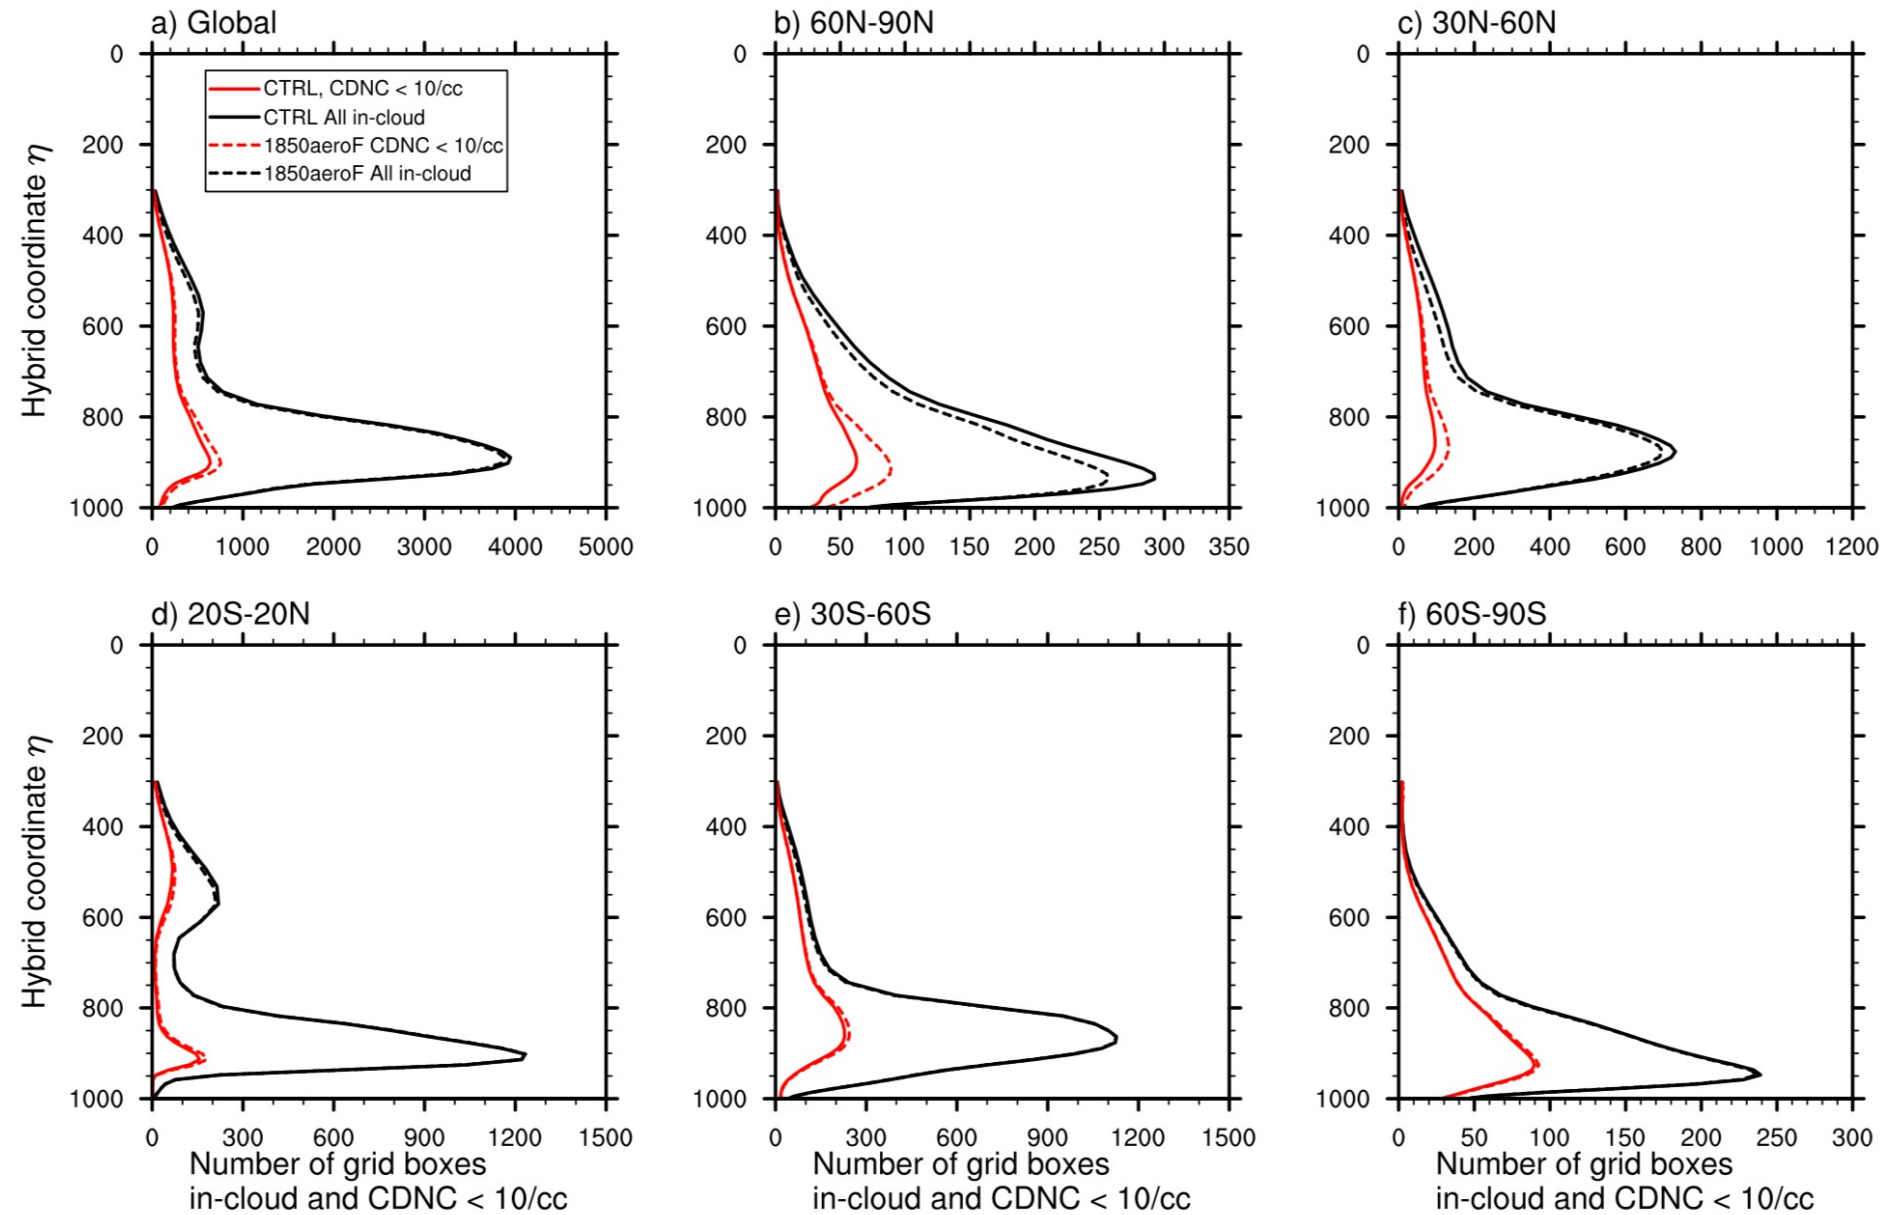 a) Global
b) 60N-90N
c) 30N-60N
0
200
400
600
800
1000
Hybrid coordinate η
CTRL, CDNC < 10/cc
CTRL All in-cloud
1850aeroF CDNC < 10/cc
1850aeroF All in-cloud
0 1000 2000 3000 4000 5000
0
200
400
600
800
1000
0 50 100 150 200 250 300 350
0
200
400
600
800
1000
0 200 400 600 800 1000 1200
d) 20S-20N
e) 30S-60S
f) 60S-90S
0
200
400
600
800
1000
Hybrid coordinate η
0 300 600 900 1200 1500
Number of grid boxes
in-cloud and CDNC < 10/cc
0
200
400
600
800
1000
0 300 600 900 1200 1500
Number of grid boxes
in-cloud and CDNC < 10/cc
0
200
400
600
800
1000
0 50 100 150 200 250 300
Number of grid boxes
in-cloud and CDNC < 10/cc